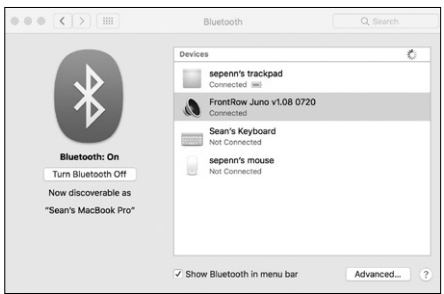 Bluetooth
Search
Devices
sepenn's trackpad
Connected
FrontRow Juno v1.08 0720
Connected
Sean's Keyboard
Not Connected
sepenn's mouse
Not Connected
Bluetooth: On
Turn Bluetooth Off
Now discoverable as
"Sean's MacBook Pro"
Show Bluetooth in menu bar
Advanced...
?